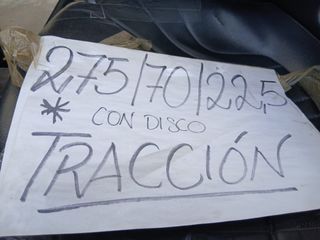 275/70/22,5
* CON DISCO
TRACCIÓN